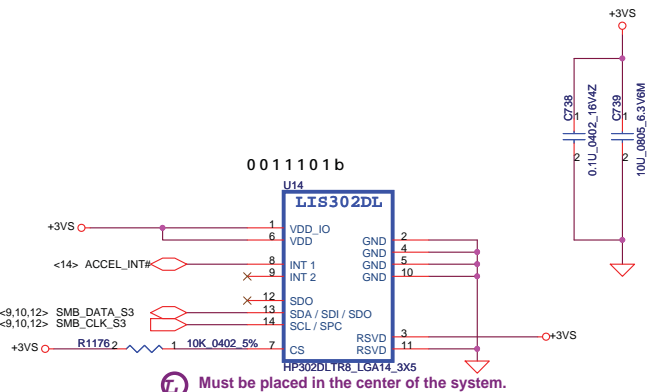 +3VS
C738
1
2
0.1U_0402_16V4Z
C739
1
2
10U_0805_6.3V6M
0011101b
U14
LIS302DL
+3VS
1
VDD_IO
6
VDD
GND
2
GND
4
<14> ACCEL_INT#
8
INT 1
GND
5
9
INT 2
GND
10
12
SDO
<9,10,12> SMB_DATA_S3
13
SDA / SDI / SDO
<9,10,12> SMB_CLK_S3
14
SCL / SPC
RSVD
3
+3VS
+3VS
R1176
2
1
10K_0402_5%
7
CS
RSVD
11
HP302DLTR8_LGA14_3X5
Must be placed in the center of the system.